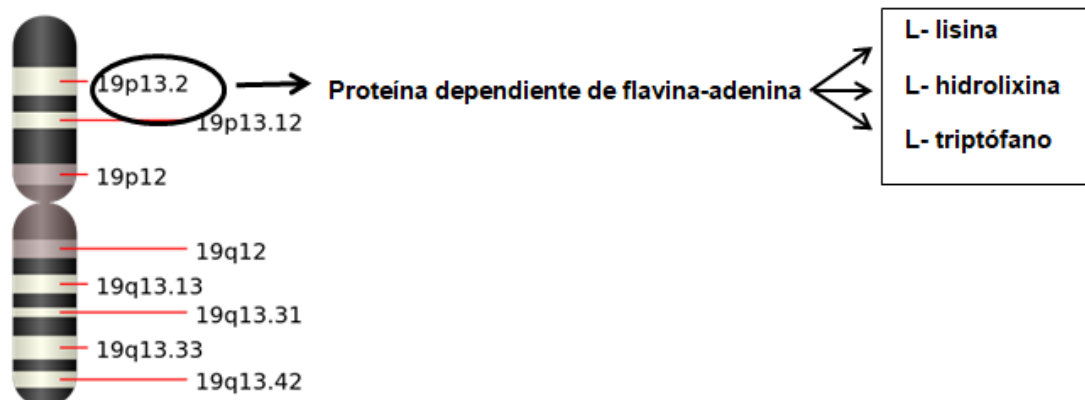 19p13.2
19p13.12
19p12
19q12
19q13.13
19q13.31
19q13.33
19q13.42
Proteína dependiente de flavina-adenina
L- lisina
L- hidrolixina
L- triptófano